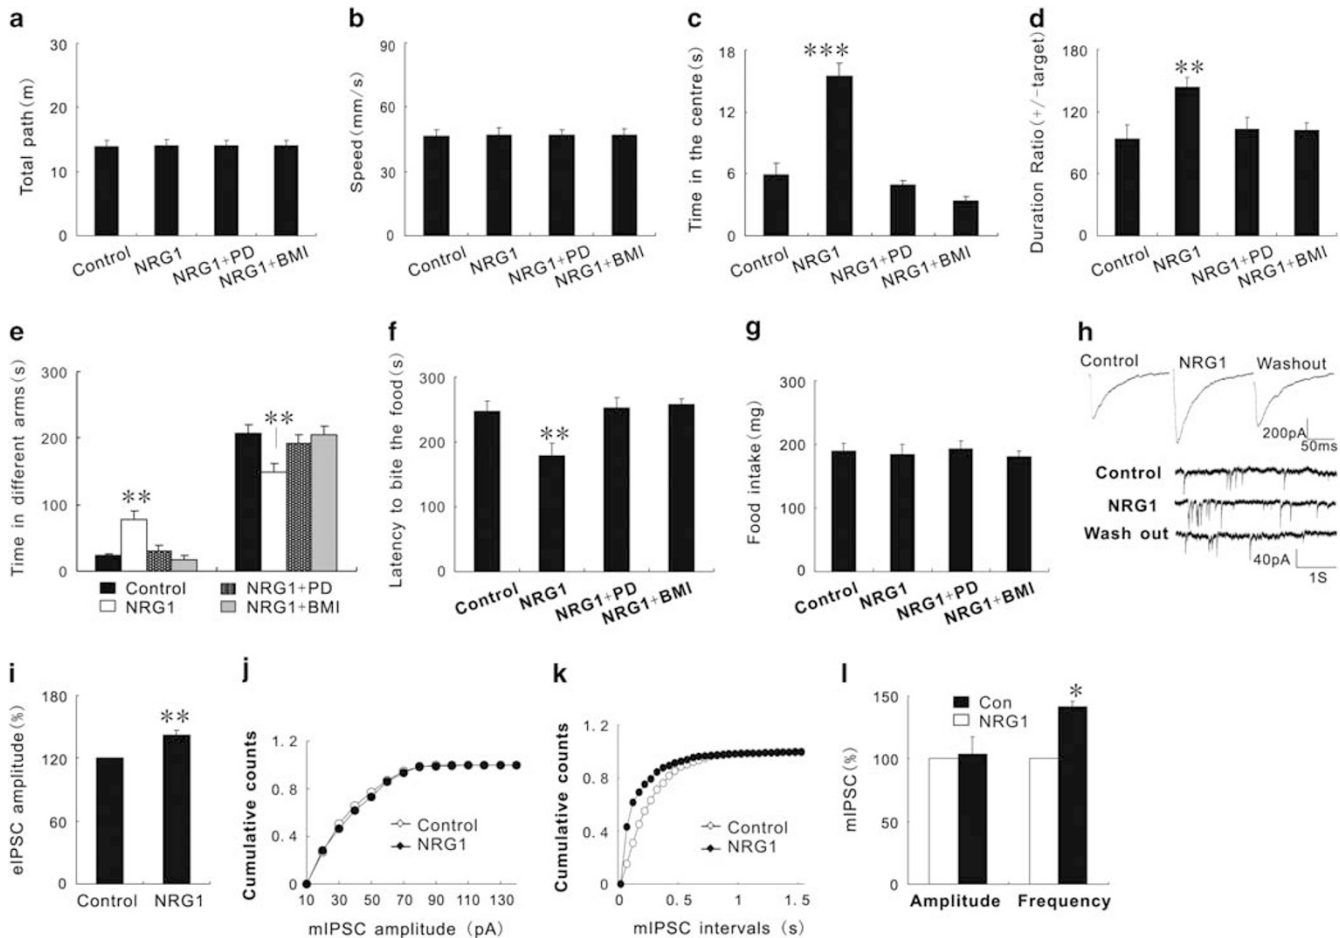 a
Total path(m)
30
20
10
0
Control
NRG1
NRG1+PD
NRG1+BMI
b
Speed(mm/s)
90
60
30
0
Control
NRG1
NRG1+PD
NRG1+BMI
c
Time in the centre(s)
18
12
6
0
***
Control
NRG1
NRG1+PD
NRG1+BMI
d
Duration Ratio(+/-target)
180
120
60
0
**
Control
NRG1
NRG1+PD
NRG1+BMI
e
Time in different arms(s)
300
200
100
0
**
**
Control
NRG1
NRG1+PD
NRG1+BMI
f
Latency to bite the food(s)
300
200
100
0
**
Control
NRG1
NRG1+PD
NRG1+BMI
g
Food intake(mg)
300
200
100
0
Control
NRG1
NRG1+PD
NRG1+BMI
h
Control
NRG1
Washout
200pA
50ms
Control
NRG1
Wash out
40pA
1S
i
eIPSC amplitude(%)
180
120
60
0
**
Control
NRG1
j
Cumulative counts
1. 2
0. 8
0. 4
0
Control
NRG1
10 30 50 70 90 110 130
mIPSC amplitude (pA)
k
Cumulative counts
1. 2
0. 8
0. 4
0
Control
NRG1
0 0. 5 1 1. 5
mIPSC intervals (s)
l
mIPSC(%)
150
100
50
0
Con
NRG1
*
Amplitude
Frequency